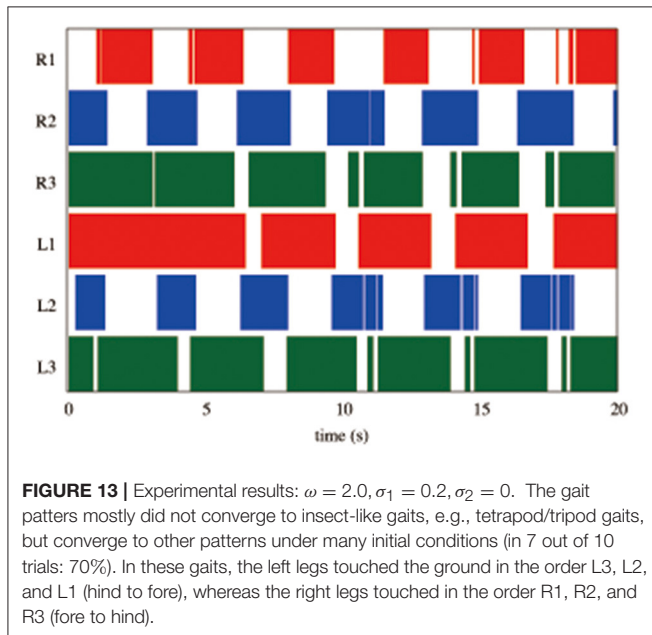 R1
R2
R3
L1
L2
L3
0 5 10 15 20
time (s)
FIGURE 13 | Experimental results: ω = 2.0, σ₁ = 0.2, σ₂ = 0. The gait
patters mostly did not converge to insect-like gaits, e.g., tetrapod/tripod gaits,
but converge to other patterns under many initial conditions (in 7 out of 10
trials: 70%). In these gaits, the left legs touched the ground in the order L3, L2,
and L1 (hind to fore), whereas the right legs touched in the order R1, R2, and
R3 (fore to hind).